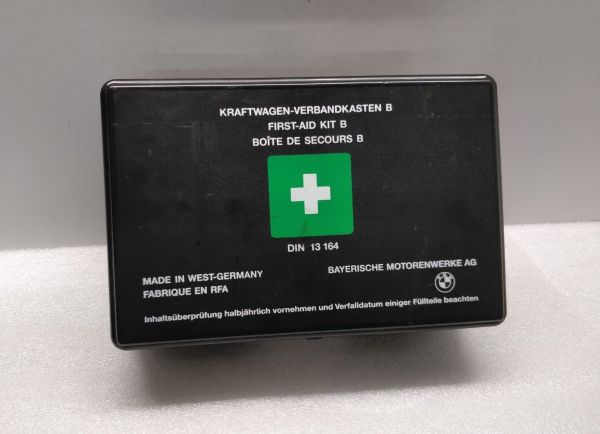 KRAFTWAGEN-VERBANDKASTEN B
FIRST-AID KIT B
BOÎTE DE SECOURS B
DIN 13 164
MADE IN WEST-GERMANY
FABRIQUE EN RFA
BAYERISCHE MOTORENWERKE AG
BMW
Inhaltsüberprüfung halbjährlich vornehmen und Verfalldatum einiger Füllteile beachten